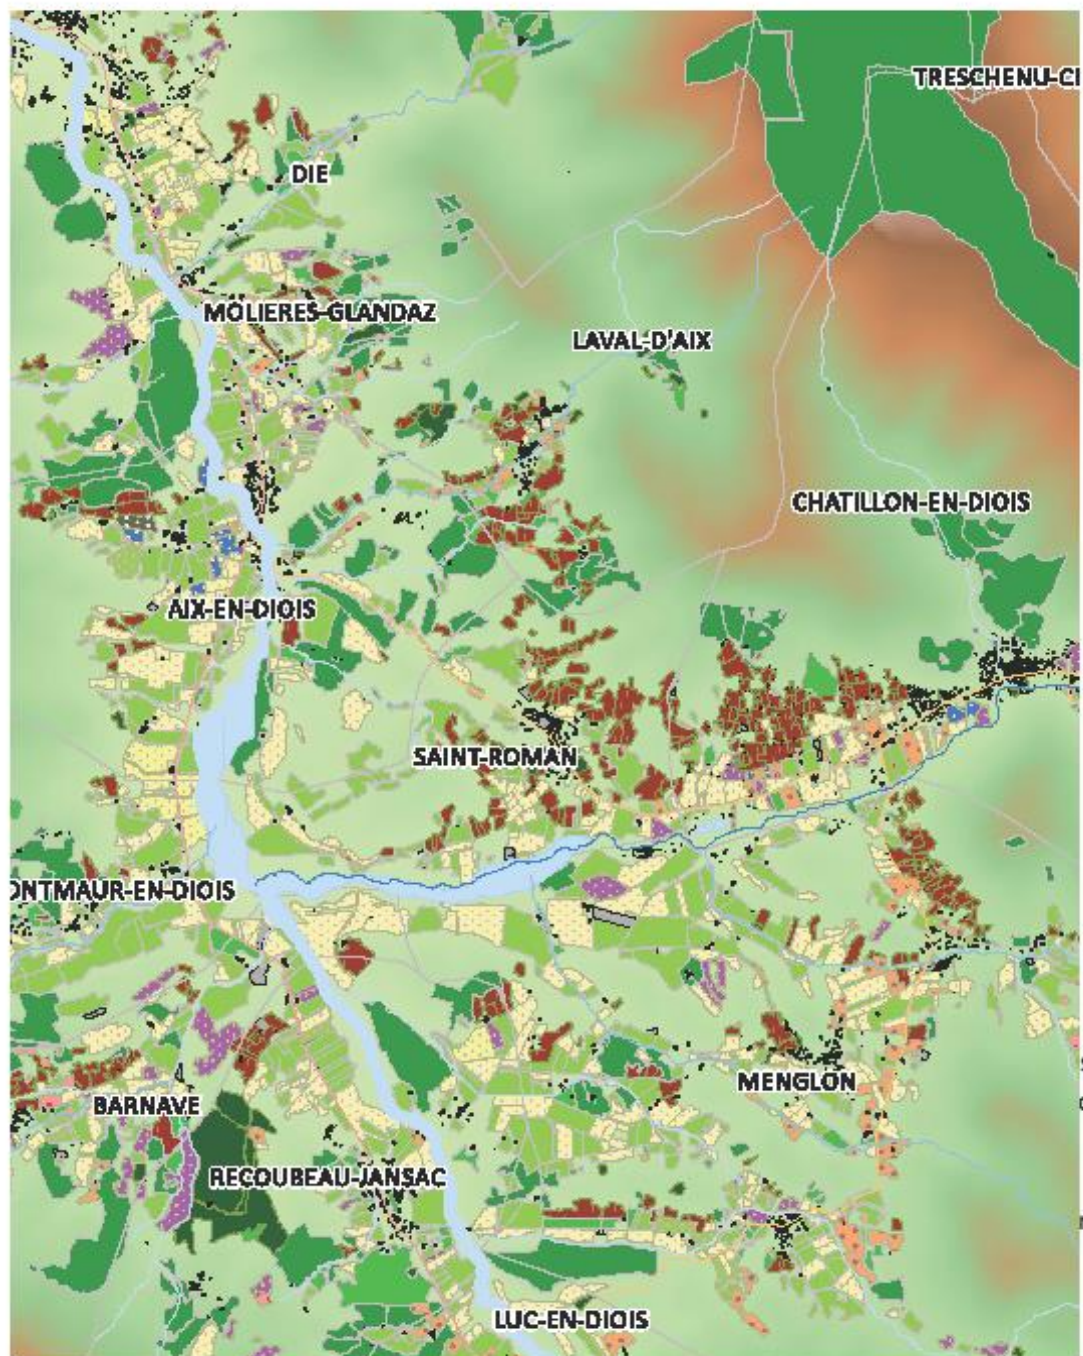 TRESCHENU-CI
DIE
MOLIERES-GLANDAZ
LAVAL-D'AIX
CHATILLON-EN-DIOIS
AIX-EN-DIOIS
SAINT-ROMAN
ONTMAUR-EN-DIOIS
MENGLON
BARNAVE
RECOUBEAU-JANSAC
LUC-EN-DIOIS